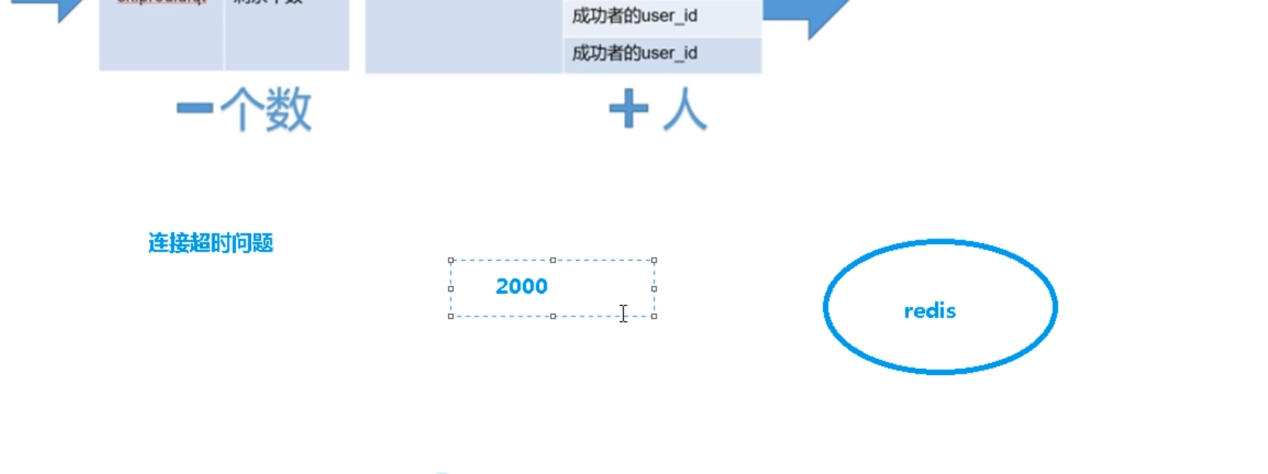 成功者的user_id
成功者的user_id
-个数
+人
连接超时问题
2000
redis